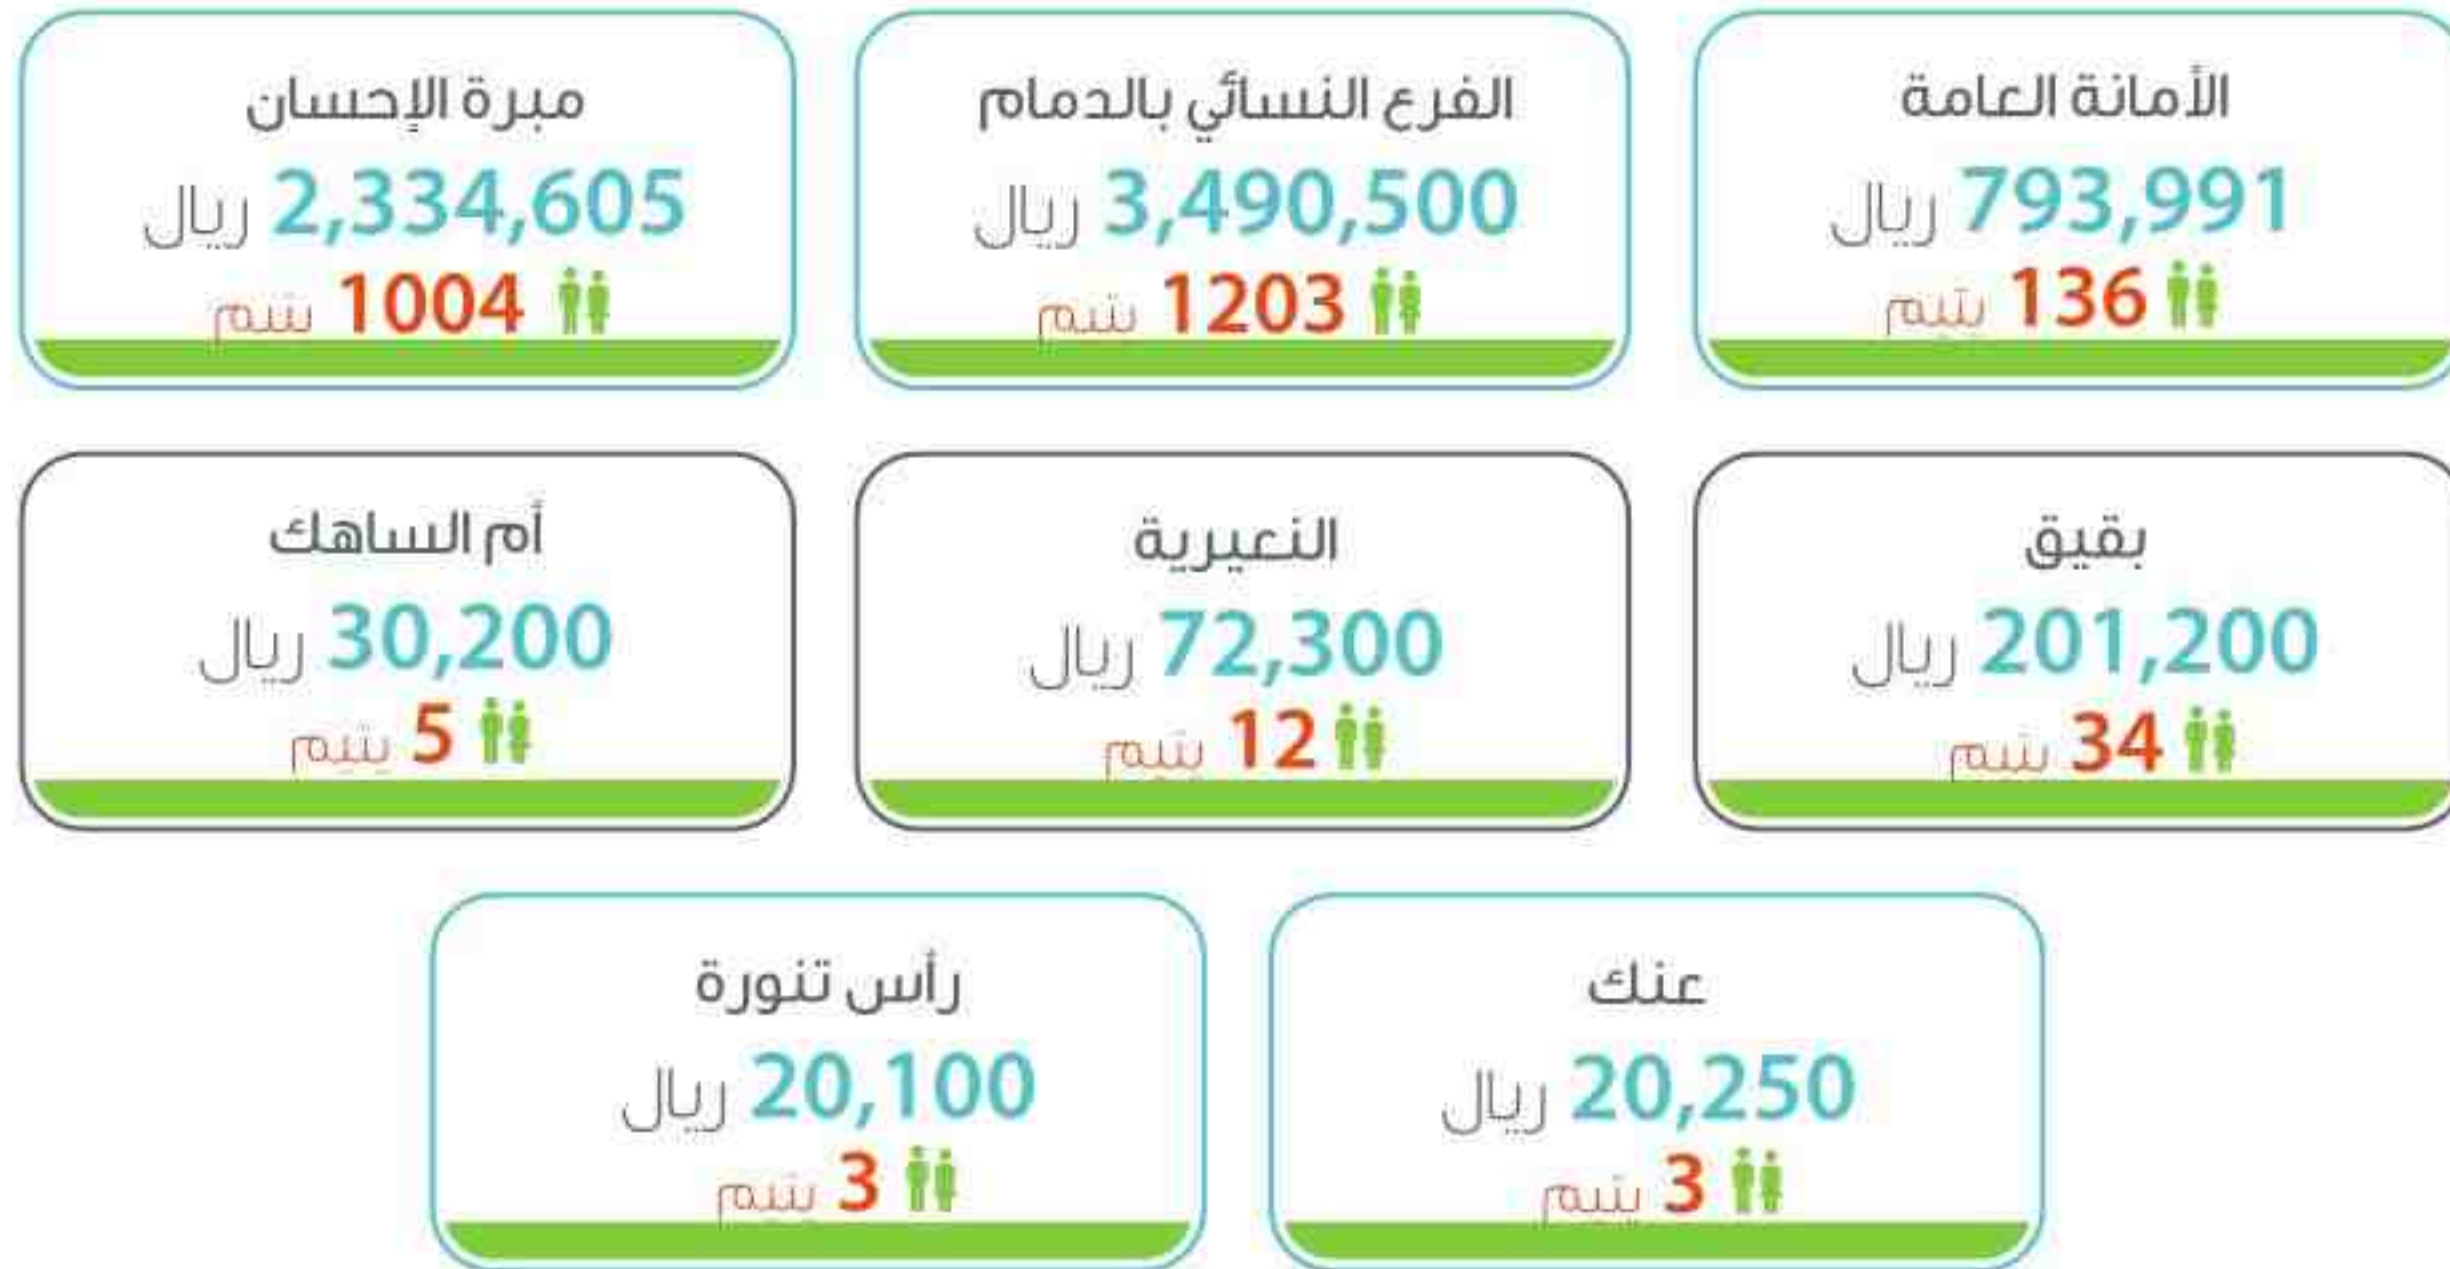 الأمانة العامة
793,991 ريال
136 يتيم
الفرع النسائي بالدمام
3,490,500 ريال
1203 يتيم
مبرة الإحسان
2,334,605 ريال
1004 يتيم
بقيق
201,200 ريال
34 يتيم
النعيرية
72,300 ريال
12 يتيم
أم الساهك
30,200 ريال
5 يتيم
عنك
20,250 ريال
3 يتيم
رأس تنورة
20,100 ريال
3 يتيم